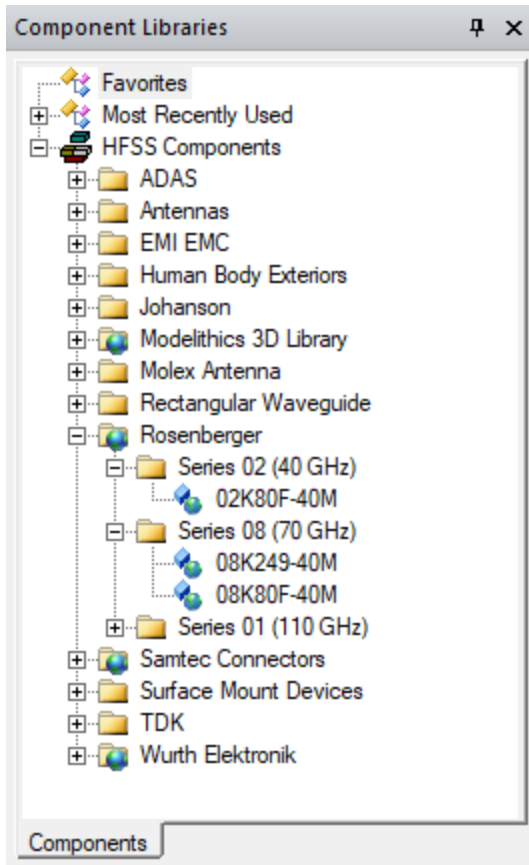 Component Libraries
Favorites
Most Recently Used
HFSS Components
ADAS
Antennas
EMI EMC
Human Body Exteriors
Johanson
Modelithics 3D Library
Molex Antenna
Rectangular Waveguide
Rosenberger
Series 02 (40 GHz)
02K80F-40M
Series 08 (70 GHz)
08K249-40M
08K80F-40M
Series 01 (110 GHz)
Samtec Connectors
Surface Mount Devices
TDK
Wurth Elektronik
Components